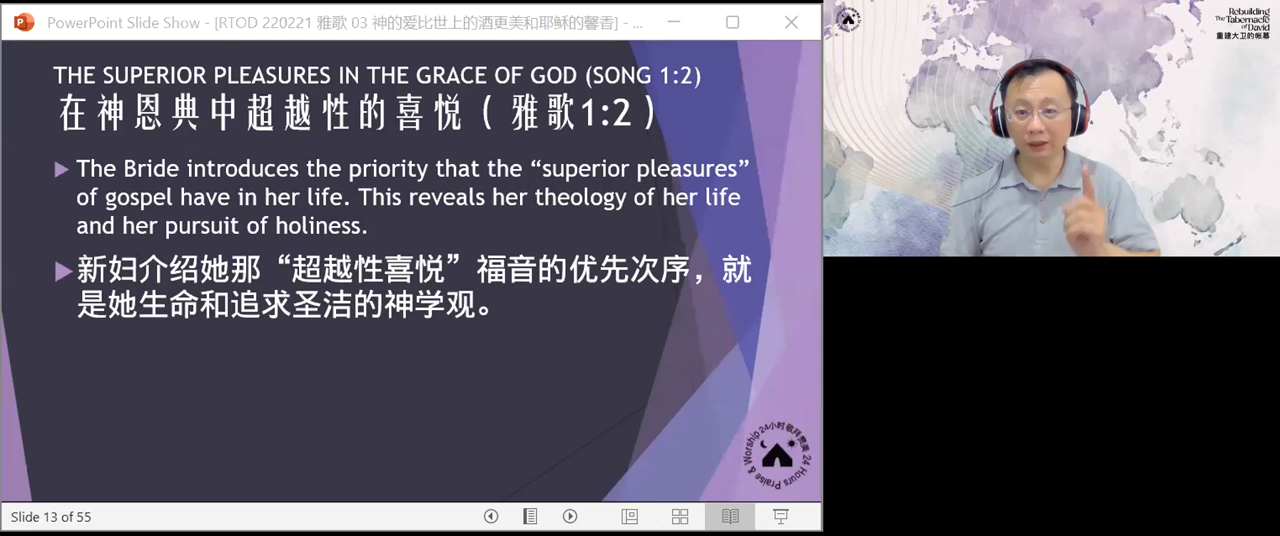 PowerPoint Slide Show - [RTOD 220221 雅歌 03 神的爱比世上的酒更美和耶稣的馨香] - ...
THE SUPERIOR PLEASURES IN THE GRACE OF GOD (SONG 1:2)
在神恩典中超越性的喜悦（雅歌1:2）
The Bride introduces the priority that the “superior pleasures”
of gospel have in her life. This reveals her theology of her life
and her pursuit of holiness.
新妇介绍她那“超越性喜悦”福音的优先次序，就
是她生命和追求圣洁的神学观。
24小时敬拜赞美
24 Hours Praise & Worship
Slide 13 of 55
Rebuilding
The Tabernacle
of David
重建大卫的帐幕